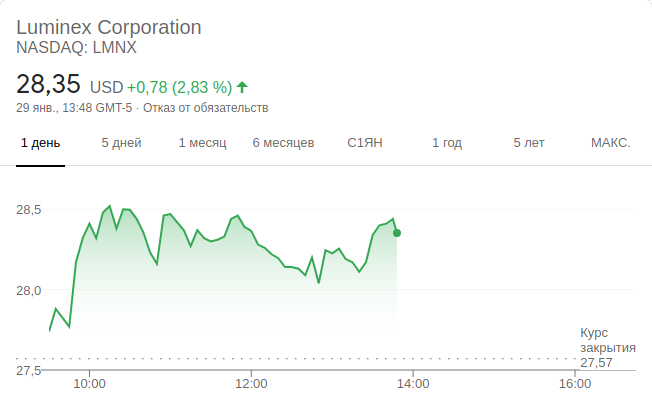 Luminex Corporation
NASDAQ: LMNX
28,35 USD +0,78 (2,83 %)
29 янв., 13:48 GMT-5 · Отказ от обязательств
1 день 5 дней 1 месяц 6 месяцев С1ЯН 1 год 5 лет МАКС.
28,5
28,0
Курс
закрытия
27,57
27,5
10:00 12:00 14:00 16:00